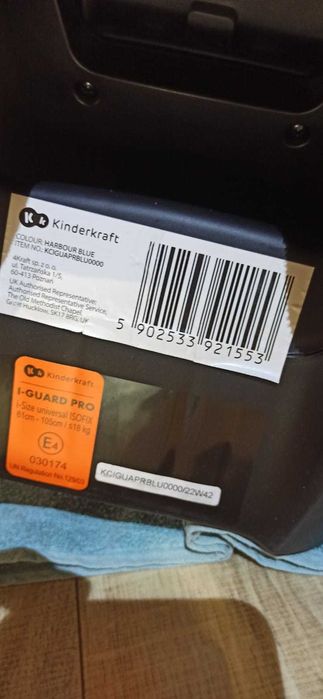 Kk Kinderkraft
COLOUR: HARBOUR BLUE
ITEM NO.: KCIGUAPRBLU0000
4Kraft sp. z o.o.
ul. Tatrzańska 1/5,
60-413 Poznań
UK Authorised Representative:
Authorised Representative Service,
The Old Methodist Chapel
Great Hucklow, SK17 8RG, UK
5 902533 921553
Kk Kinderkraft
I-GUARD PRO
i-Size universal ISOFIX
61cm - 105cm / ≤18 kg
E4
030174
UN Regulation No. 129/03
KCIGUAPRBLU0000/22W42